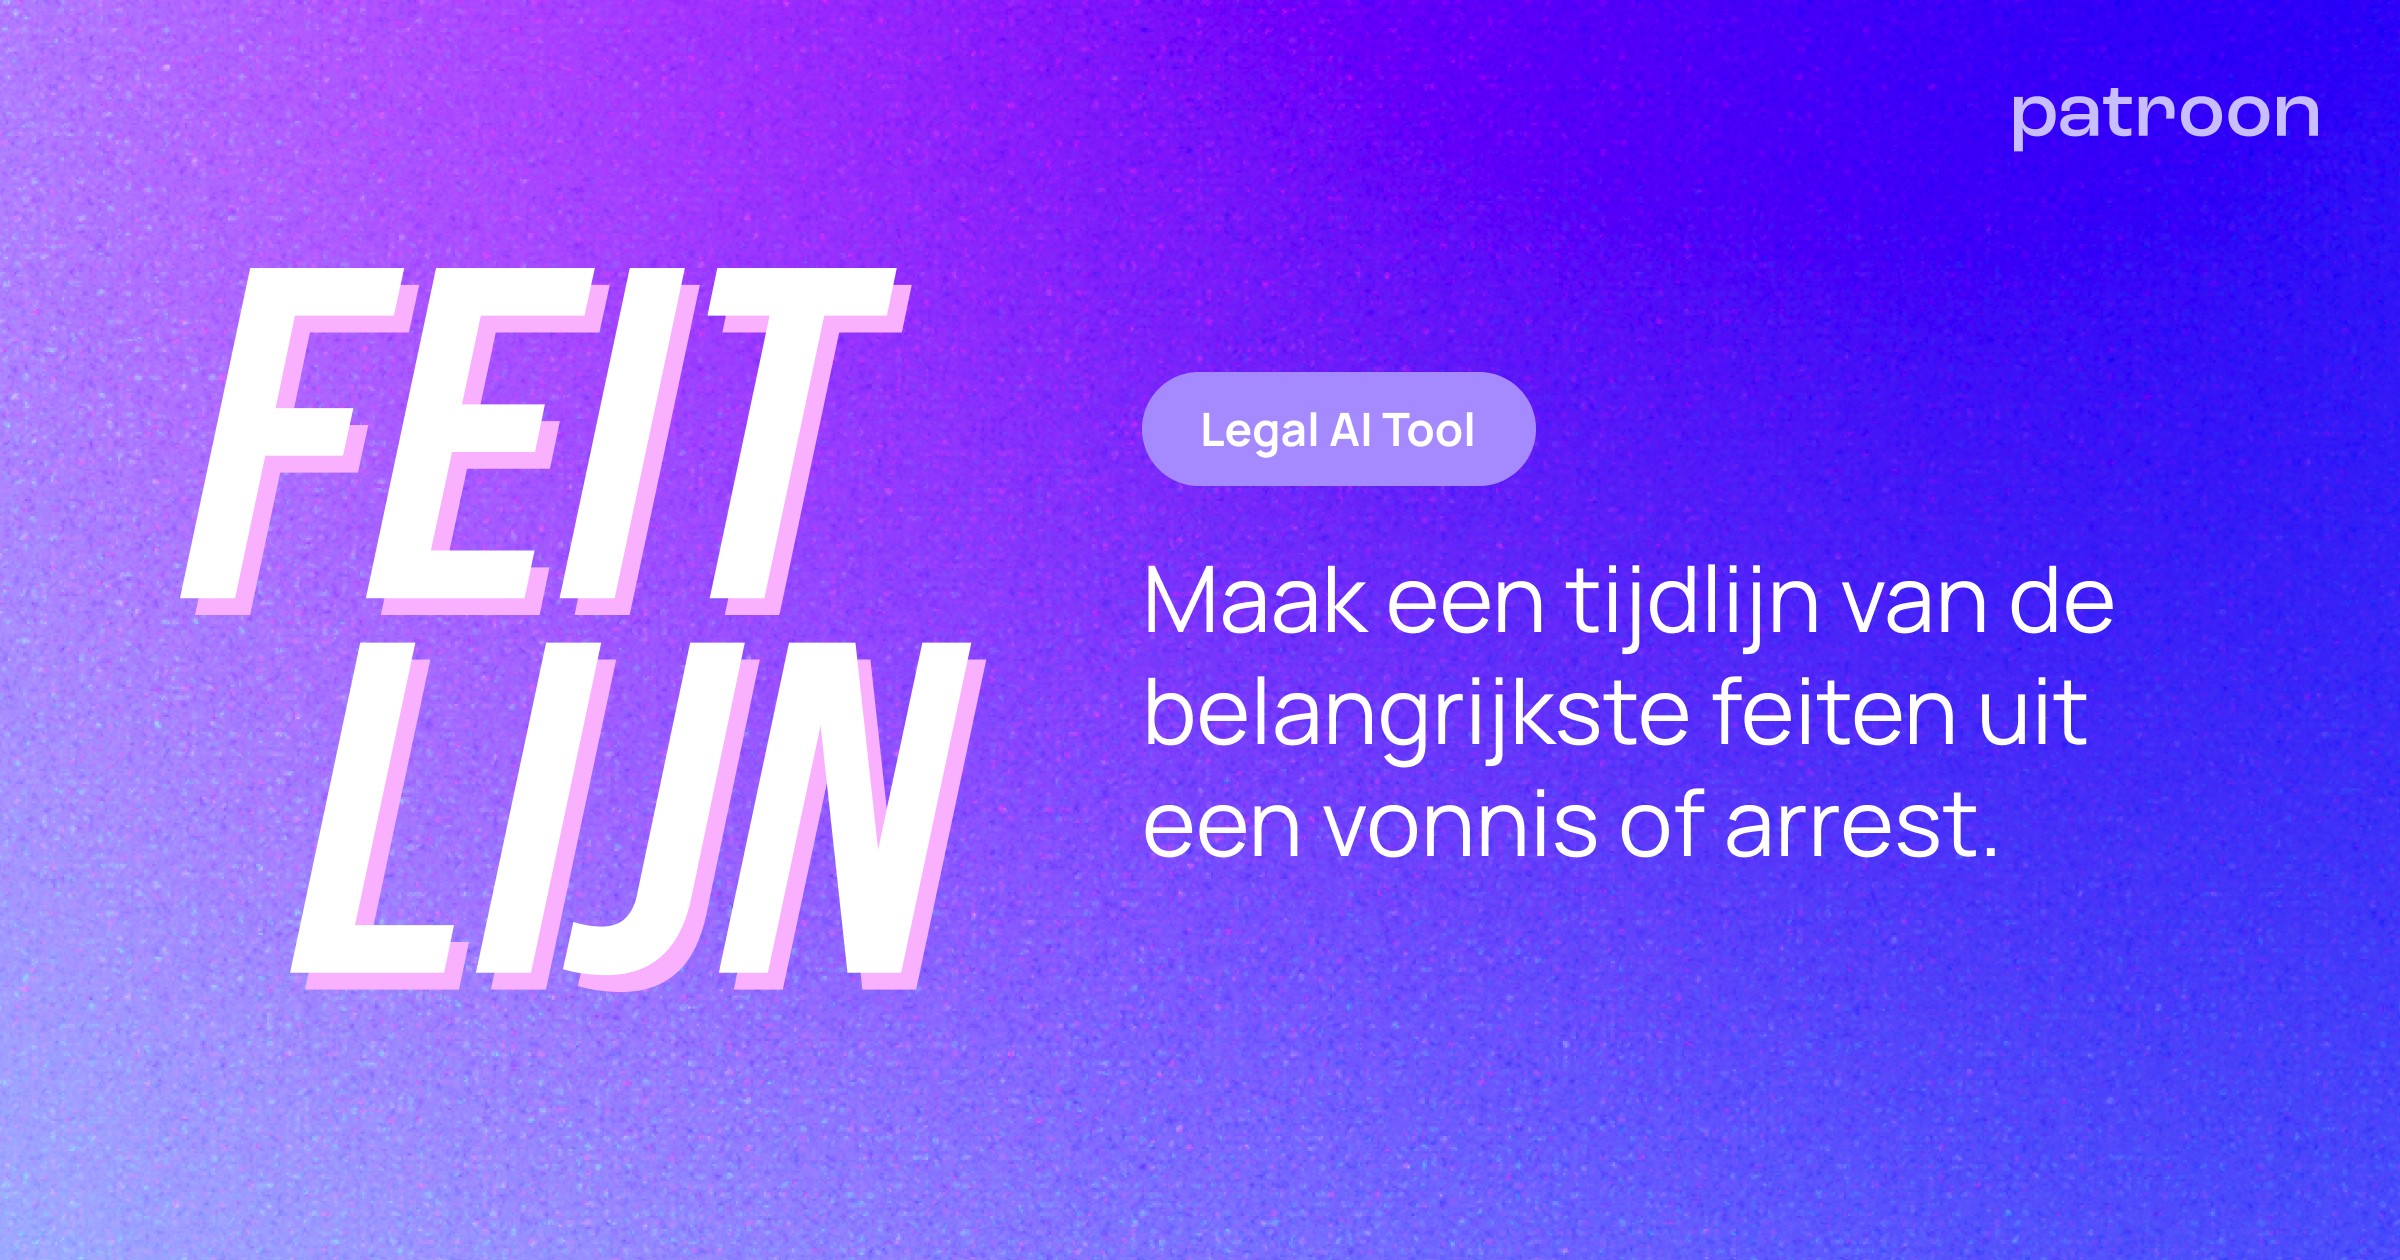 patroon
FEIT
LIJN
Legal AI Tool
Maak een tijdlijn van de
belangrijkste feiten uit
een vonnis of arrest.